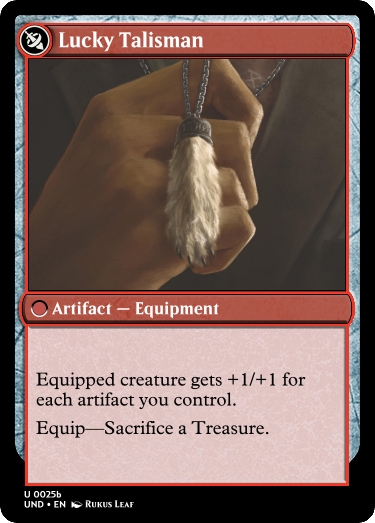 Lucky Talisman
Artifact — Equipment
Equipped creature gets +1/+1 for
each artifact you control.
Equip—Sacrifice a Treasure.
U 0025b
UND • EN Rukus Leaf